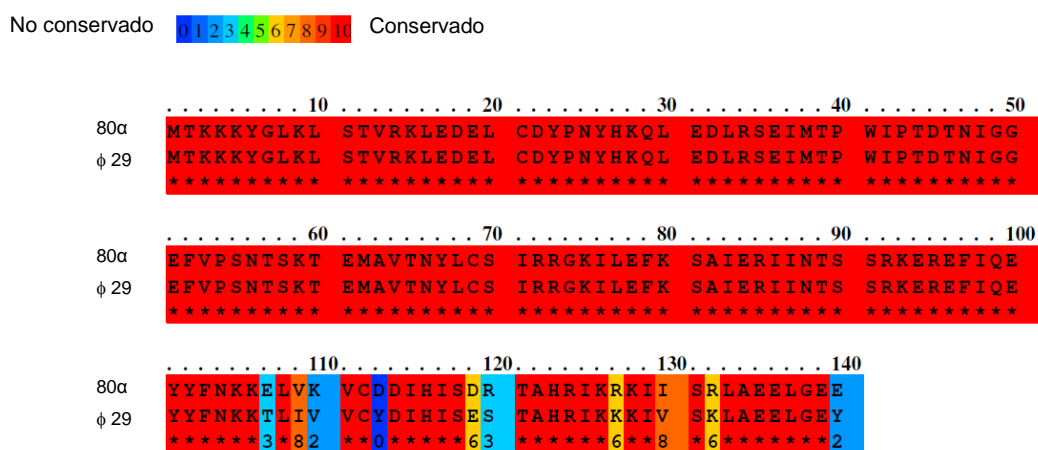 No conservado 0 1 2 3 4 5 6 7 8 9 10 Conservado
. . . . . . . . 10 . . . . . . . . 20 . . . . . . . . 30 . . . . . . . . 40 . . . . . . . . 50
80α MTKKKYGLKL STVRKLEDEL CDYPNYHKQL EDLRSEIMTP WIPTDTNIGG
ϕ 29 MTKKKYGLKL STVRKLEDEL CDYPNYHKQL EDLRSEIMTP WIPTDTNIGG
********** ********** ********** ********** **********
. . . . . . . . 60 . . . . . . . . 70 . . . . . . . . 80 . . . . . . . . 90 . . . . . . . . 100
80α EFVPSNTSKT EMAVTNYLCS IRRGKILEFK SAIERIINTS SRKEREFIQE
ϕ 29 EFVPSNTSKT EMAVTNYLCS IRRGKILEFK SAIERIINTS SRKEREFIQE
********** ********** ********** ********** **********
. . . . . . . . 110 . . . . . . . . 120 . . . . . . . . 130 . . . . . . . . 140
80α YYFNKKELVK VCDDIHISDR TAHRIKRKII SRLAEELGEE
ϕ 29 YYFNKKTLIV VCYDIHISES TAHRIKKKIV SKLAEELGEY
******3*82 **0*****63 ******6**8 *6*******2